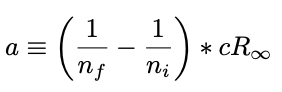 a ≡ (1/n_f − 1/n_i) * cR_∞